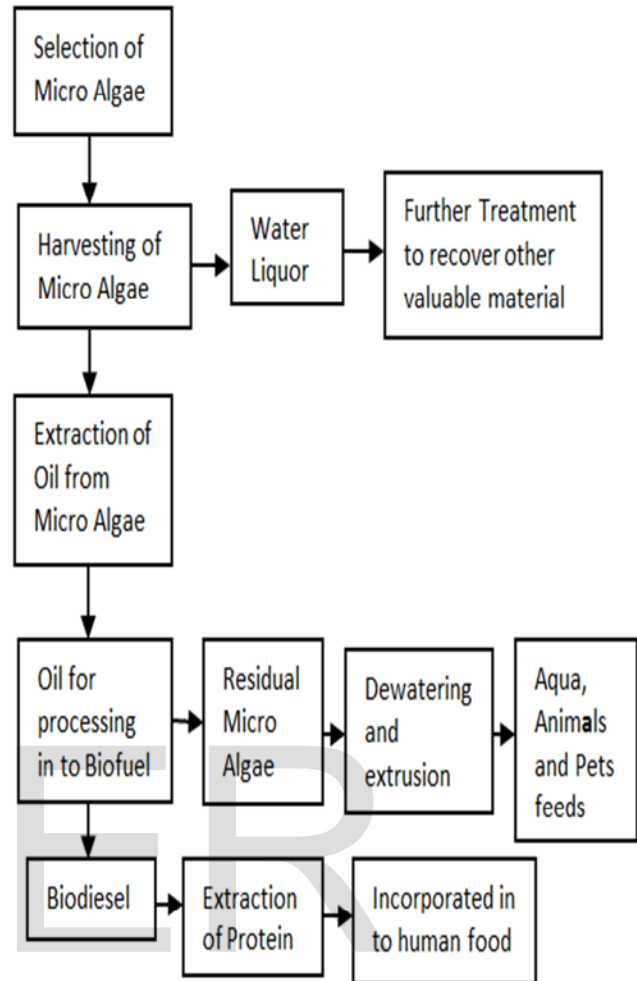 Selection of
Micro Algae
Harvesting of
Micro Algae
Water
Liquor
Further Treatment
to recover other
valuable material
Extraction of
Oil from
Micro Algae
Oil for
processing
in to Biofuel
Residual
Micro
Algae
Dewatering
and
extrusion
Aqua,
Animals
and Pets
feeds
Biodiesel
Extraction
of Protein
Incorporated in
to human food
ER